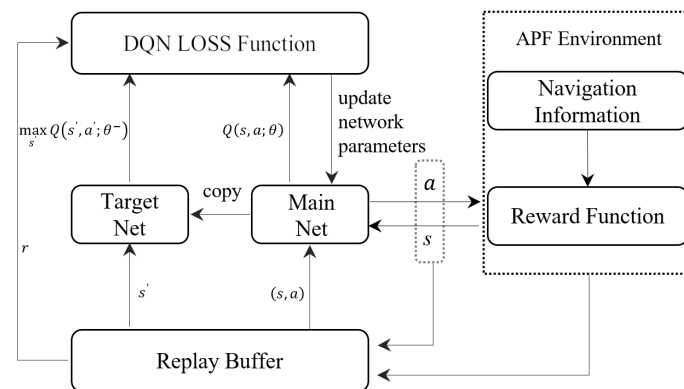 DQN LOSS Function
APF Environment
Navigation
Information
update
network
parameters
max Q(s', a'; θ⁻)
s'
Q(s, a; θ)
copy
Target
Net
Main
Net
a
s
Reward Function
r
s'
(s, a)
Replay Buffer